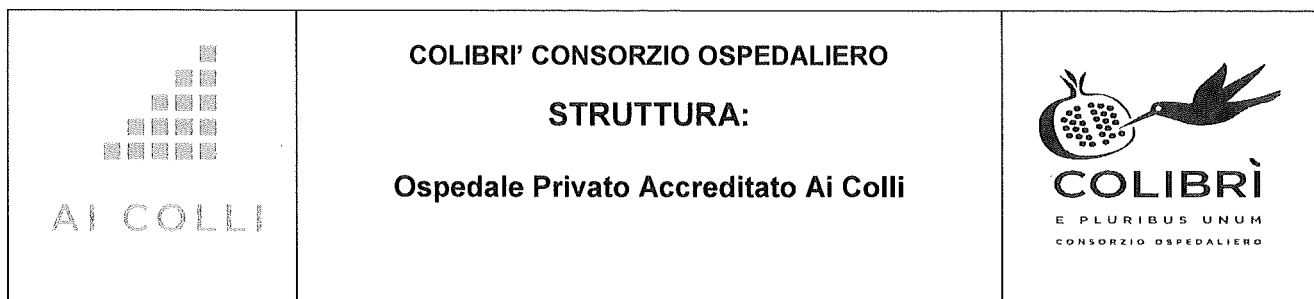 AI COLLI
COLIBRI' CONSORZIO OSPEDALIERO
STRUTTURA:
Ospedale Privato Accreditato Ai Colli
COLIBRÌ
E PLURIBUS UNUM
CONSORZIO OSPEDALIERO